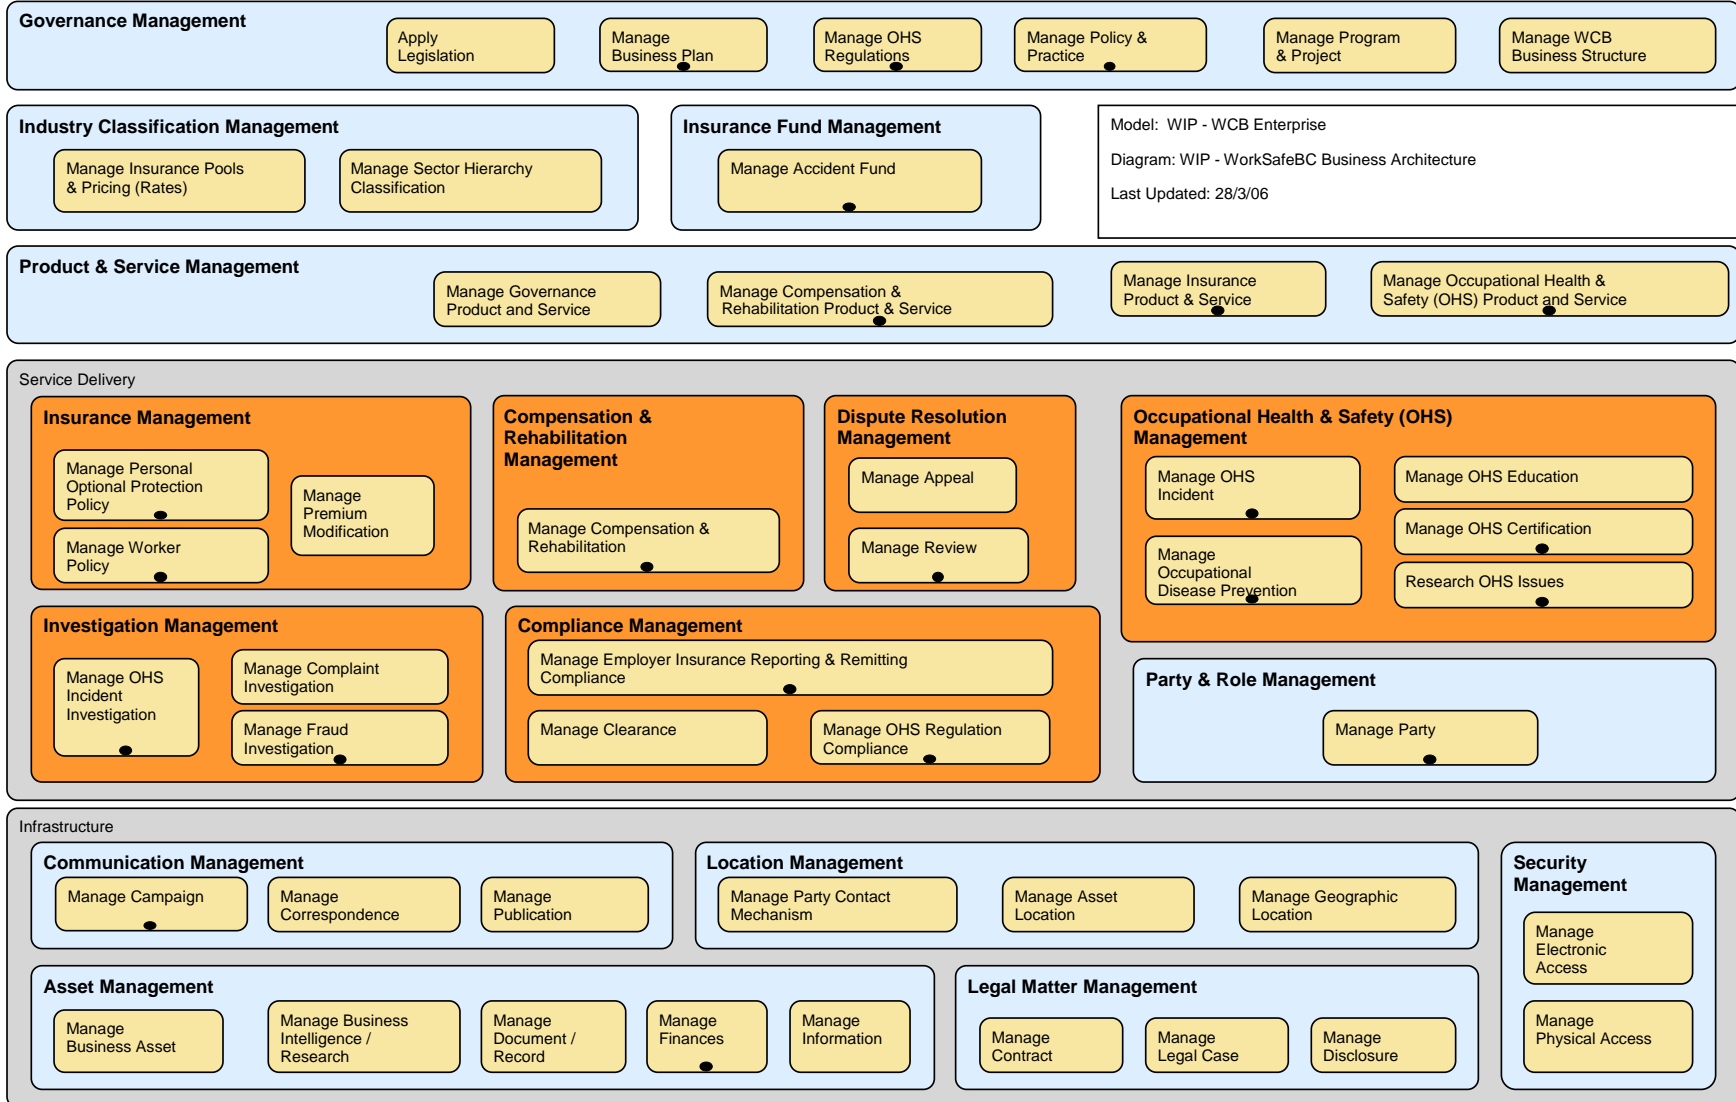 Governance Management
Apply
Legislation
Manage
Business Plan
Manage OHS
Regulations
Manage Policy &
Practice
Manage Program
& Project
Manage WCB
Business Structure
Industry Classification Management
Manage Insurance Pools
& Pricing (Rates)
Manage Sector Hierarchy
Classification
Insurance Fund Management
Manage Accident Fund
Model:  WIP - WCB Enterprise
Diagram: WIP - WorkSafeBC Business Architecture
Last Updated: 28/3/06
Product & Service Management
Manage Governance
Product and Service
Manage Compensation &
Rehabilitation Product & Service
Manage Insurance
Product & Service
Manage Occupational Health &
Safety (OHS) Product and Service
Service Delivery
Insurance Management
Manage Personal
Optional Protection
Policy
Manage Worker
Policy
Manage
Premium
Modification
Compensation &
Rehabilitation
Management
Manage Compensation &
Rehabilitation
Dispute Resolution
Management
Manage Appeal
Manage Review
Occupational Health & Safety (OHS)
Management
Manage OHS
Incident
Manage
Occupational
Disease Prevention
Manage OHS Education
Manage OHS Certification
Research OHS Issues
Investigation Management
Manage OHS
Incident
Investigation
Manage Complaint
Investigation
Manage Fraud
Investigation
Compliance Management
Manage Employer Insurance Reporting & Remitting
Compliance
Manage Clearance
Manage OHS Regulation
Compliance
Party & Role Management
Manage Party
Infrastructure
Communication Management
Manage Campaign
Manage
Correspondence
Manage
Publication
Location Management
Manage Party Contact
Mechanism
Manage Asset
Location
Manage Geographic
Location
Security
Management
Manage
Electronic
Access
Manage
Physical Access
Asset Management
Manage
Business Asset
Manage Business
Intelligence /
Research
Manage
Document /
Record
Manage
Finances
Manage
Information
Legal Matter Management
Manage
Contract
Manage
Legal Case
Manage
Disclosure